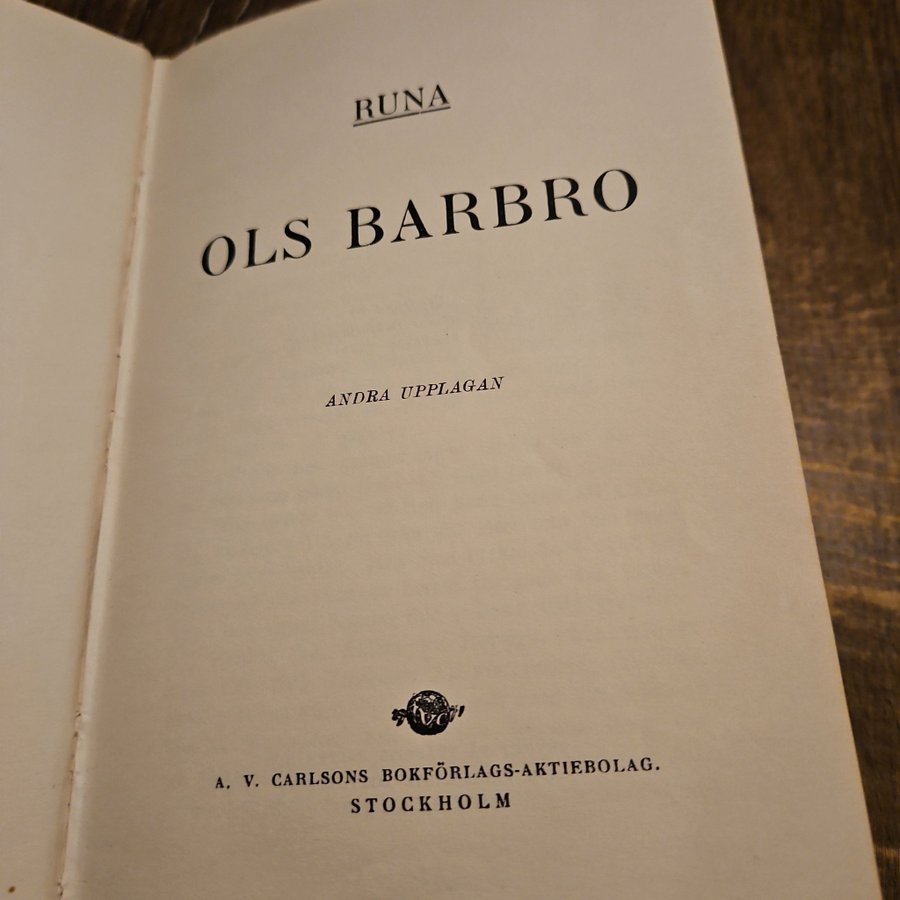 RUNA
OLS BARBRO
ANDRA UPPLAGAN
A. V. CARLSONS BOKFÖRLAGS-AKTIEBOLAG.
STOCKHOLM